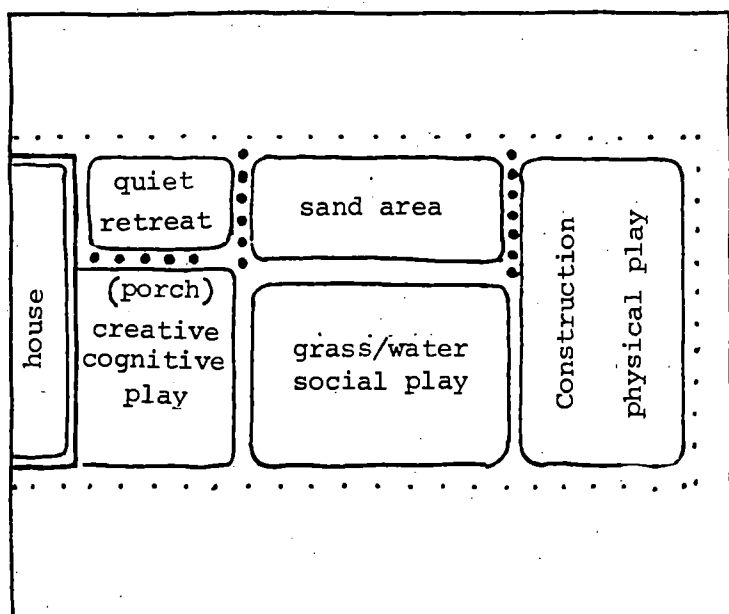 quiet
retreat
sand area
house
(porch)
creative
cognitive
play
grass/water
social play
Construction
physical play